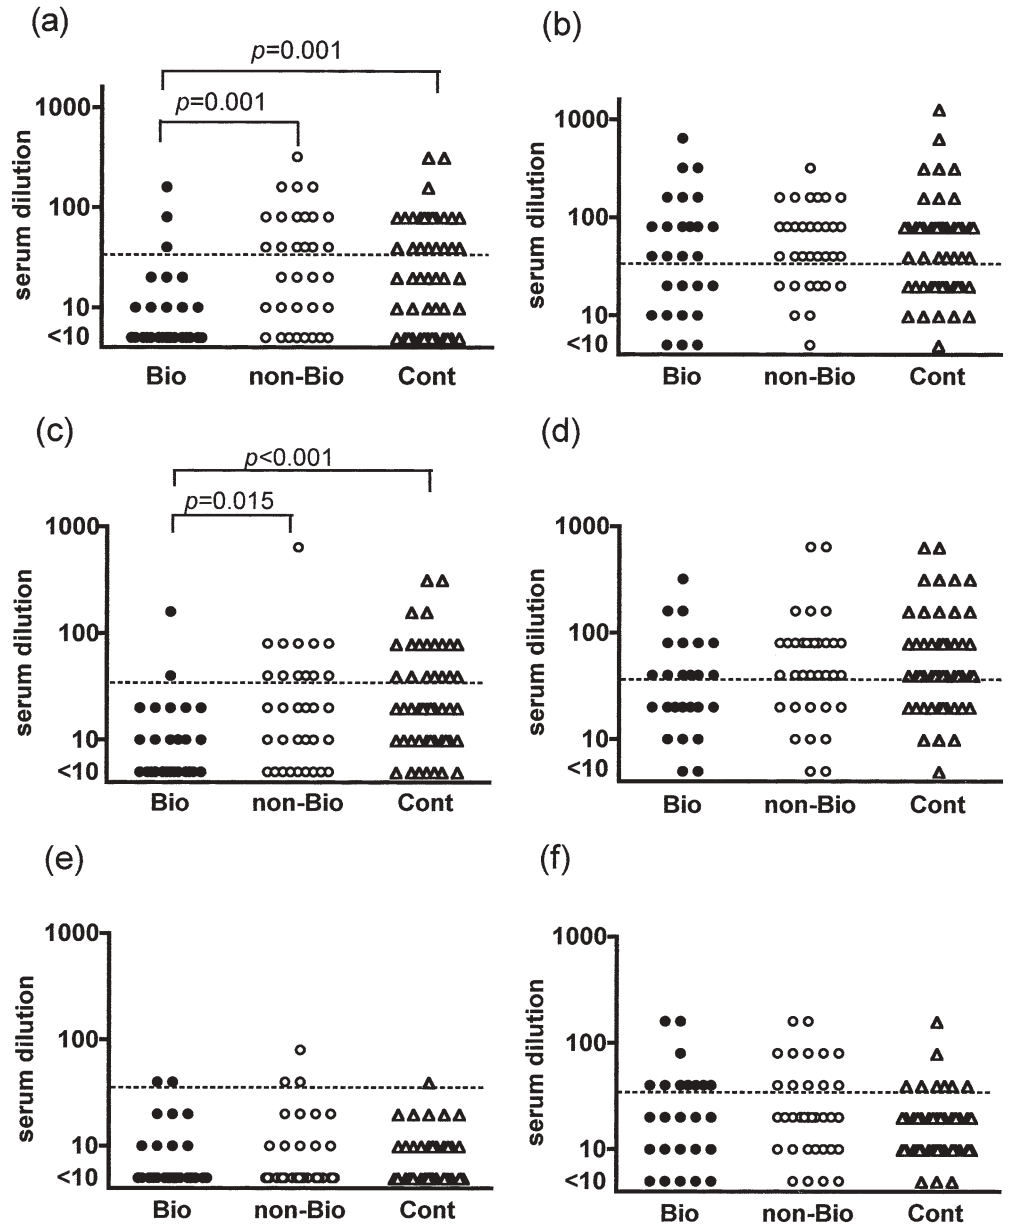 (a)
p=0.001
p=0.001
1000
100
10
<10
serum dilution
Bio non-Bio Cont
(b)
1000
100
10
<10
serum dilution
Bio non-Bio Cont
(c)
p<0.001
p=0.015
1000
100
10
<10
serum dilution
Bio non-Bio Cont
(d)
1000
100
10
<10
serum dilution
Bio non-Bio Cont
(e)
1000
100
10
<10
serum dilution
Bio non-Bio Cont
(f)
1000
100
10
<10
serum dilution
Bio non-Bio Cont